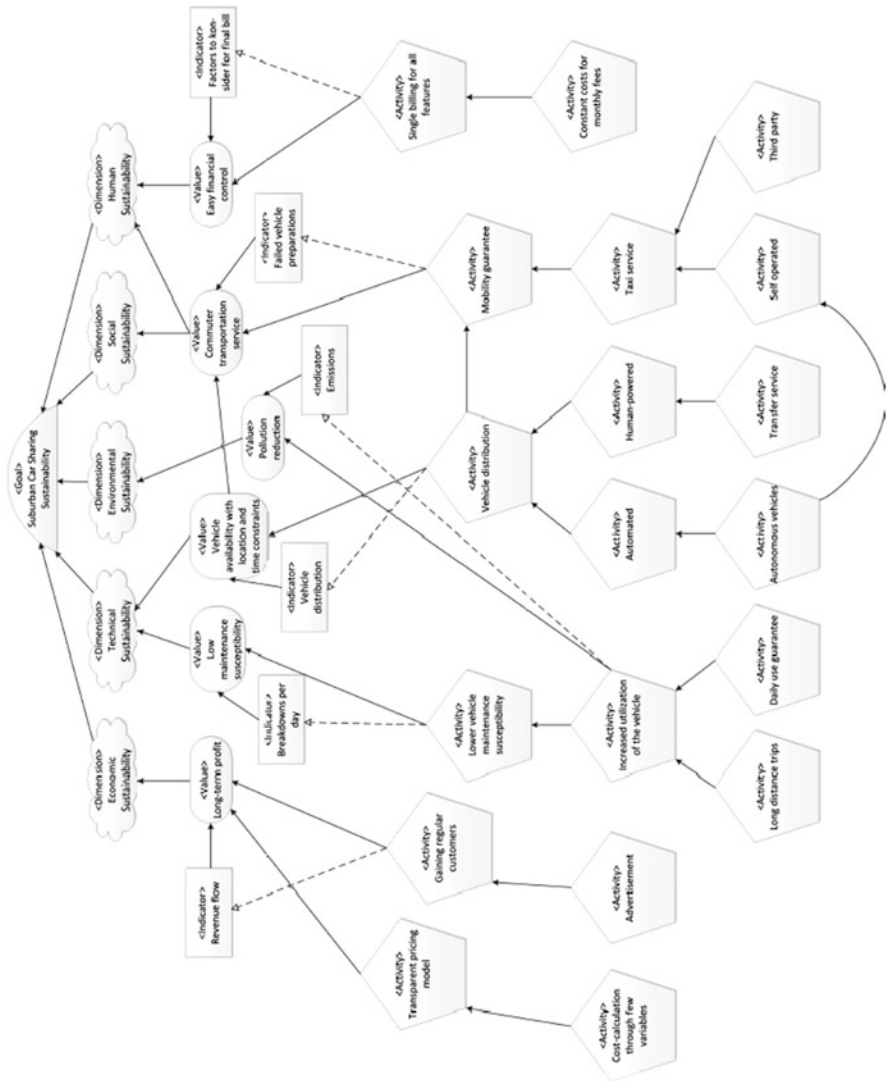 <Goal>
Suburban Car Sharing
Sustainability
<Dimension>
Economic
Sustainability
<Dimension>
Technical
Sustainability
<Dimension>
Environmental
Sustainability
<Dimension>
Social
Sustainability
<Dimension>
Human
Sustainability
<Indicator>
Revenue flow
<Value>
Long-term profit
<Indicator>
Breakdowns per
day
<Value>
Low
maintenance
susceptibility
<Indicator>
Vehicle
distribution
<Value>
Vehicle
availability with
location and
time constraints
<Value>
Pollution
reduction
<Indicator>
Emissions
<Value>
Commuter
transportation
service
<Indicator>
Failed vehicle
preparations
<Value>
Easy financial
control
<Indicator>
Factors to kon-
sider for final bill
<Activity>
Transparent pricing
model
<Activity>
Gaining regular
customers
<Activity>
Lower vehicle
maintenance
susceptibility
<Activity>
Vehicle distribution
<Activity>
Mobility guarantee
<Activity>
Single billing for all
features
<Activity>
Cost-calculation
through few
variables
<Activity>
Advertisement
<Activity>
Increased utilization
of the vehicle
<Activity>
Automated
<Activity>
Human-powered
<Activity>
Taxi service
<Activity>
Constant costs for
monthly fees
<Activity>
Long distance trips
<Activity>
Daily use guarantee
<Activity>
Autonomous vehicles
<Activity>
Transfer service
<Activity>
Self operated
<Activity>
Third party